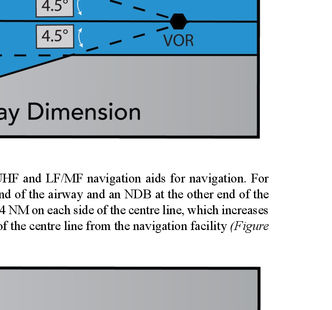 4.5°
4.5°
VOR
ay Dimension
UHF and LF/MF navigation aids for navigation. For
nd of the airway and an NDB at the other end of the
4 NM on each side of the centre line, which increases
of the centre line from the navigation facility (Figure